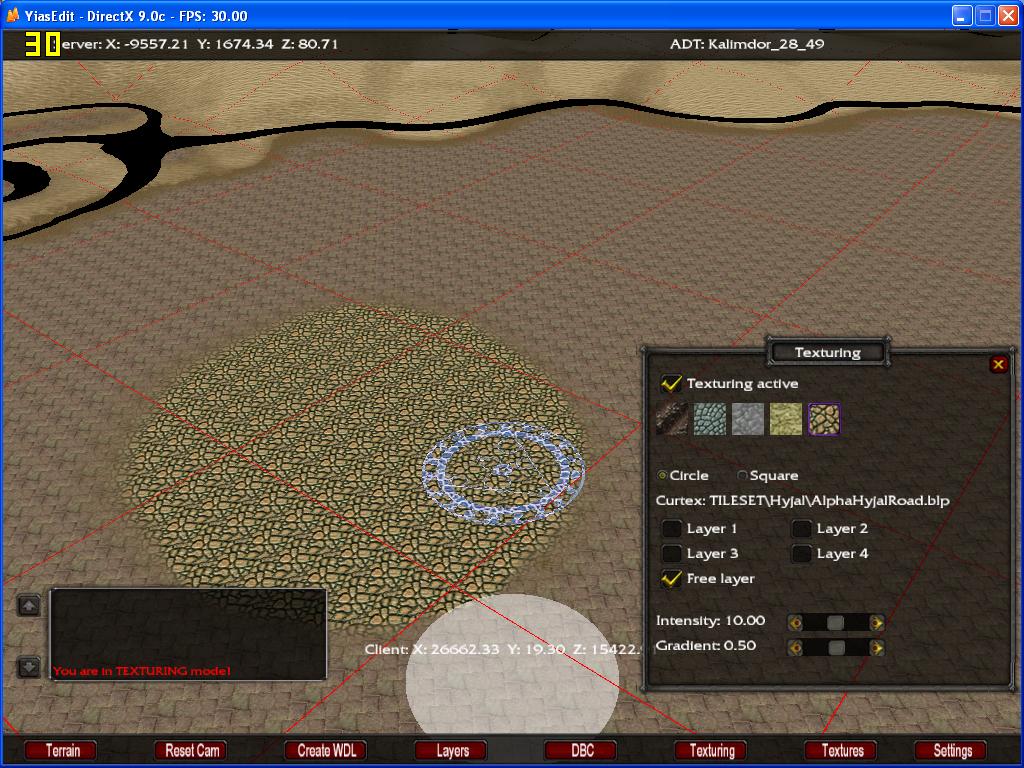 YiasEdit - DirectX 9.0c - FPS: 30.00
30
erver: X: -9557.21 Y: 1674.34 Z: 80.71
ADT: Kalimdor_28_49
Texturing
Texturing active
Circle
Square
Curtex: TILESET\Hyjal\AlphaHyjalRoad.blp
Layer 1
Layer 2
Layer 3
Layer 4
Free layer
Intensity: 10.00
Gradient: 0.50
Client: X: 26662.33 Y: 19.30 Z: 15422.
You are in TEXTURING mode!
Terrain
Reset Cam
Create WDL
Layers
DBC
Texturing
Textures
Settings